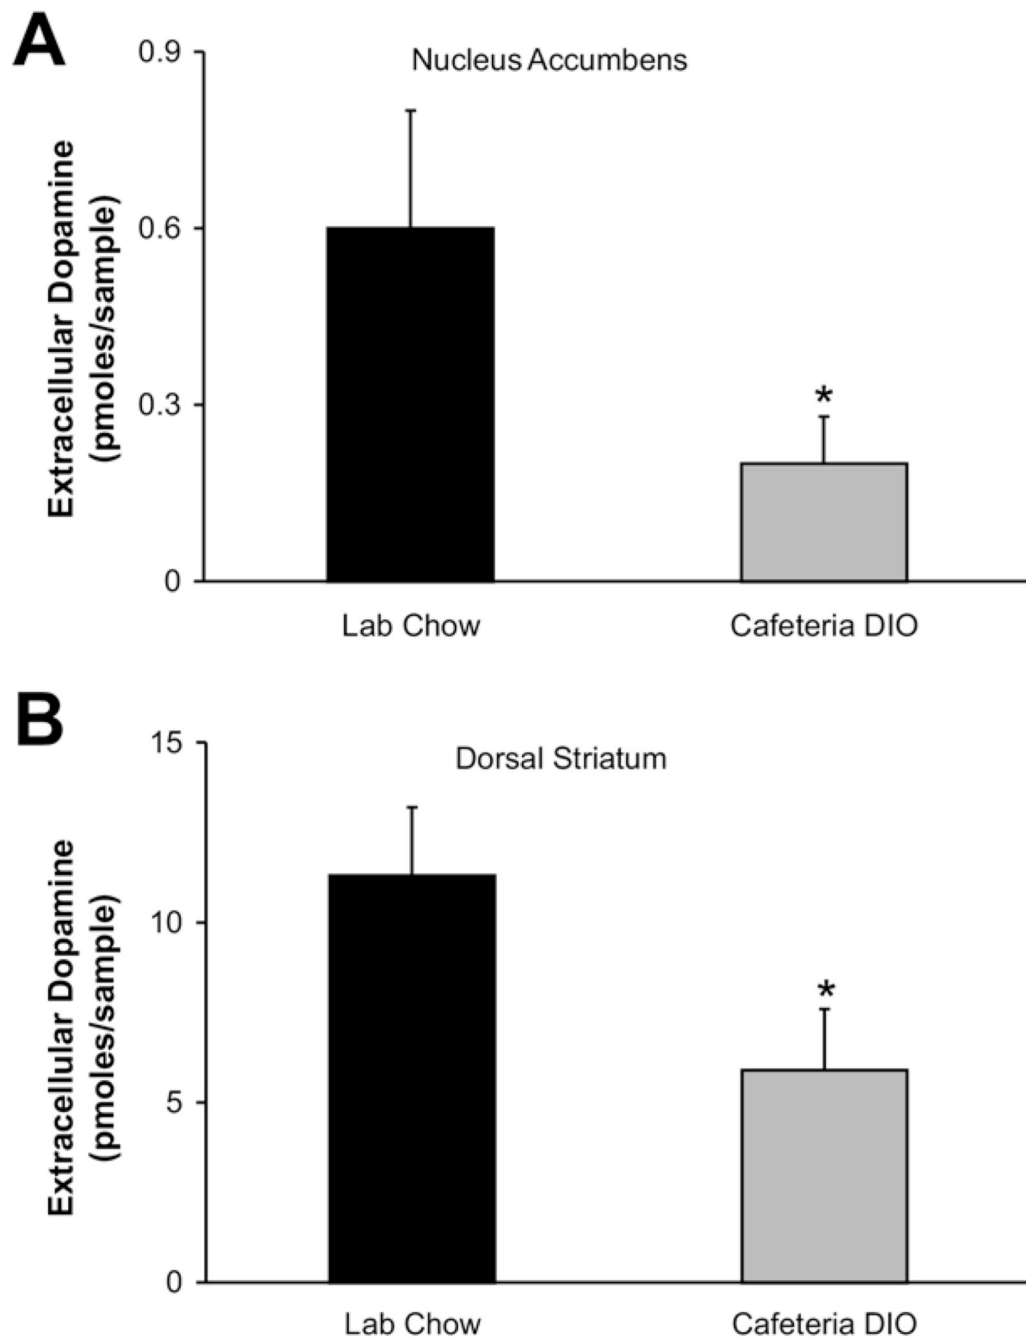 A
Nucleus Accumbens
Extracellular Dopamine
(pmoles/sample)
0.9
0.6
0.3
0
Lab Chow
Cafeteria DIO
*
B
Dorsal Striatum
Extracellular Dopamine
(pmoles/sample)
15
10
5
0
*
Lab Chow
Cafeteria DIO